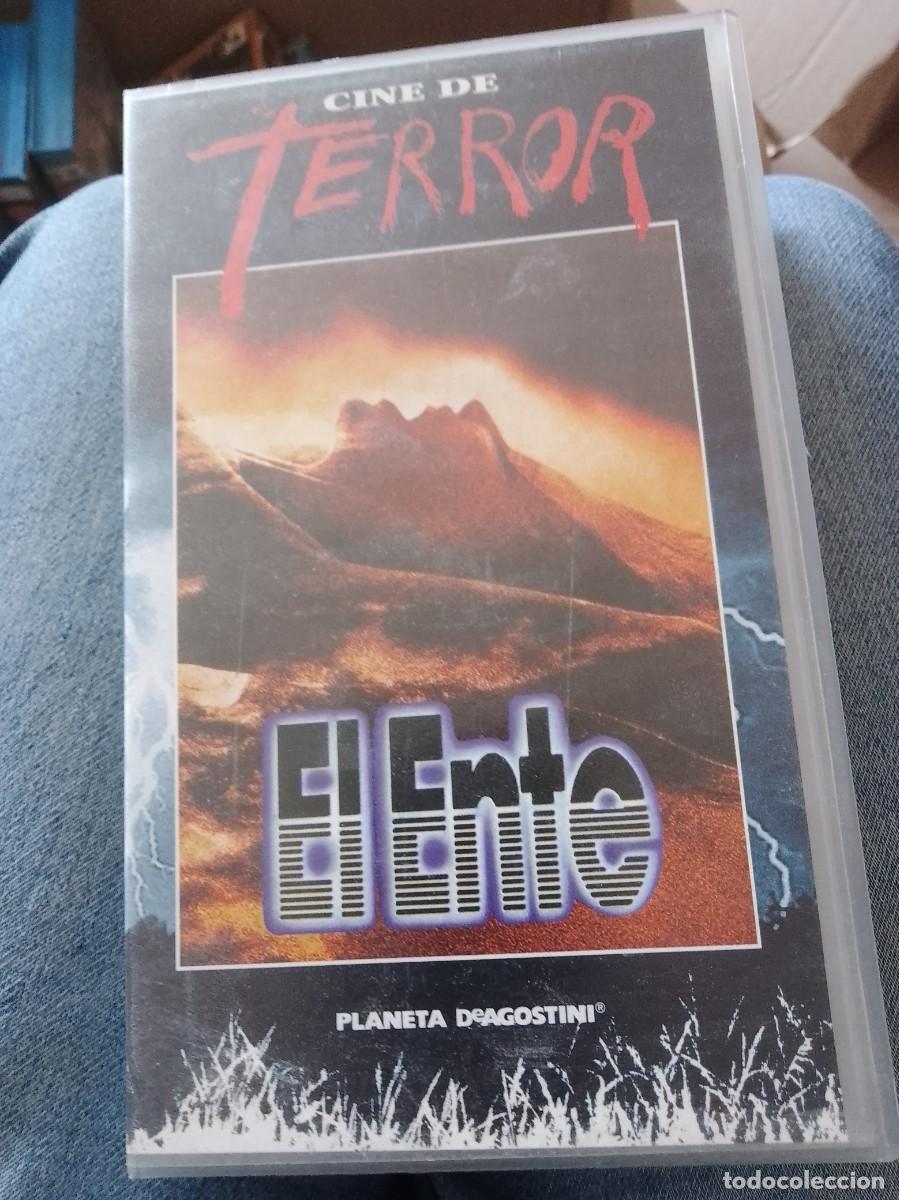 CINE DE
TERROR
El Ente
PLANETA DeAGOSTINI®
todocoleccion